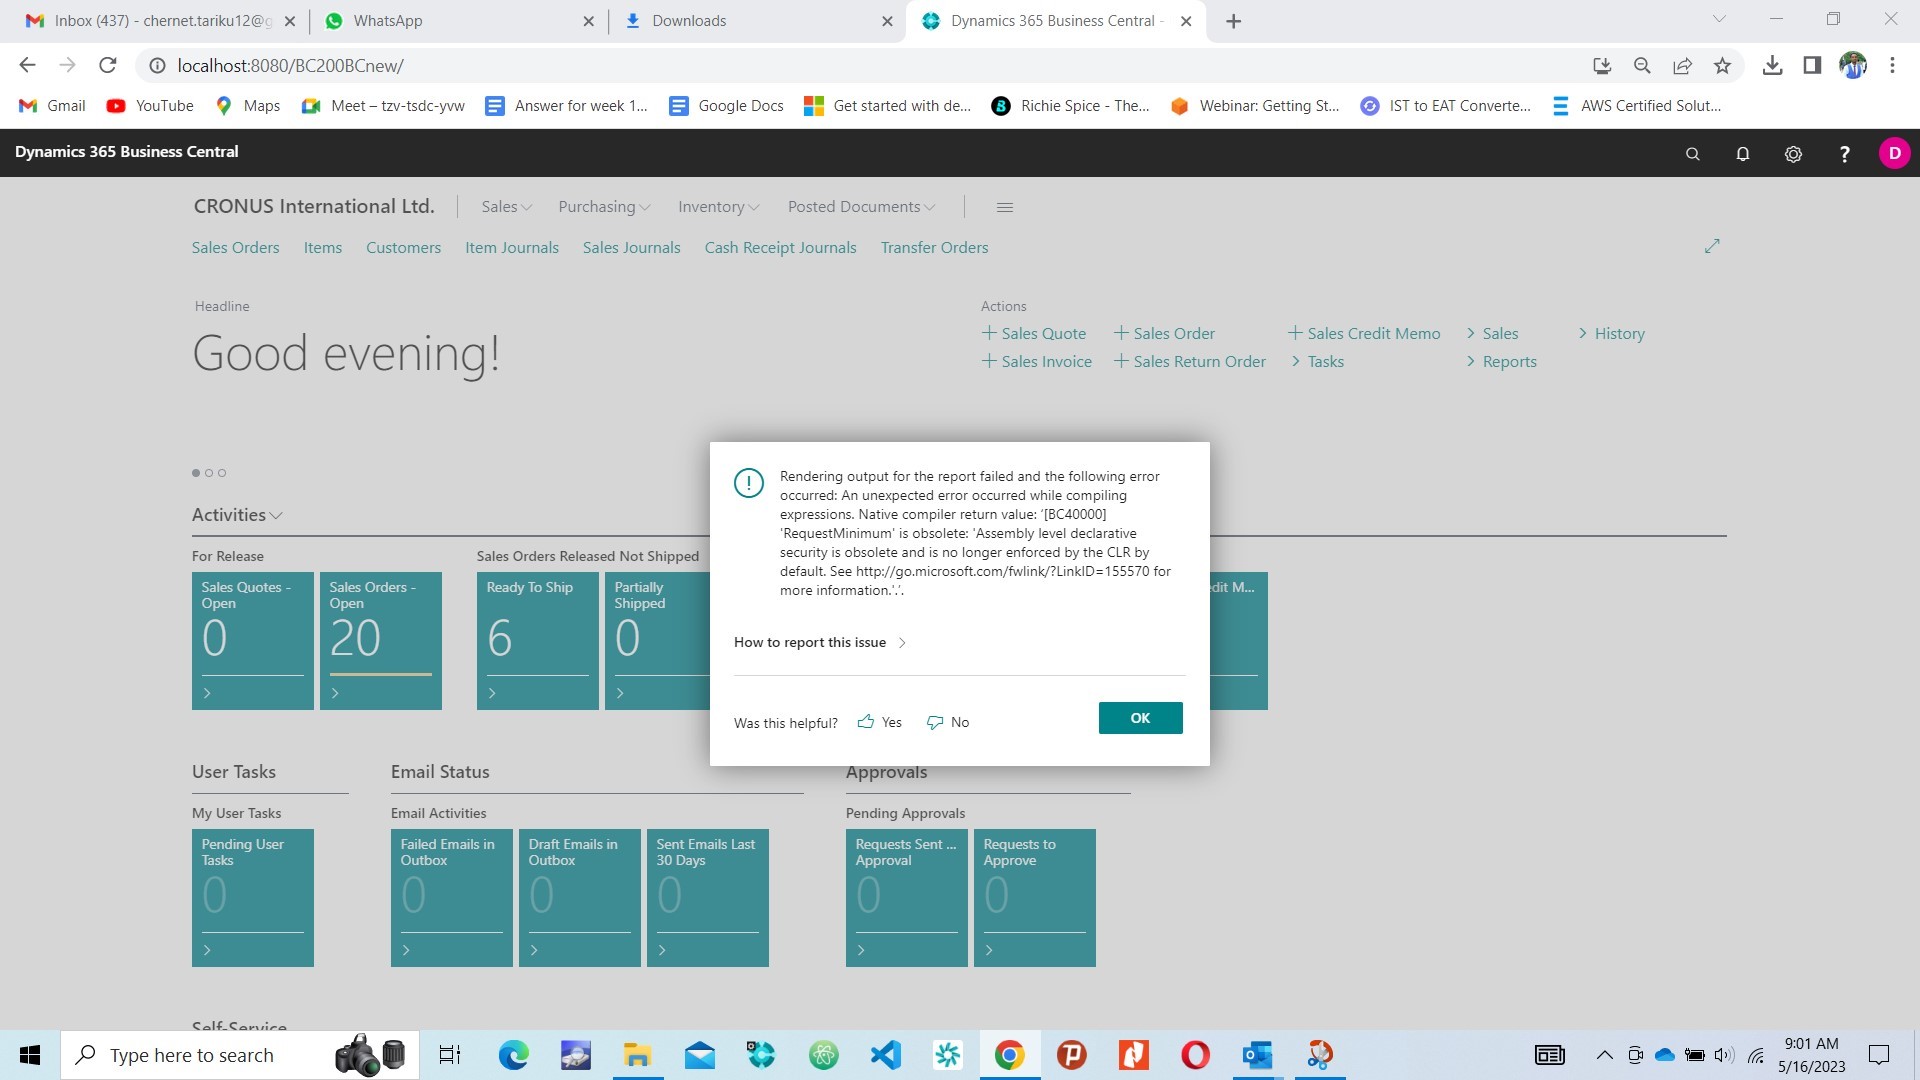 Inbox (437) - chernet.tariku12@g
WhatsApp
Downloads
Dynamics 365 Business Central -
localhost:8080/BC200BCnew/
Gmail
YouTube
Maps
Meet – tzv-tsdc-yvw
Answer for week 1...
Google Docs
Get started with de...
Richie Spice - The...
Webinar: Getting St...
IST to EAT Converte...
AWS Certified Solut...
Dynamics 365 Business Central
?
D
CRONUS International Ltd.
Sales
Purchasing
Inventory
Posted Documents
Sales Orders
Items
Customers
Item Journals
Sales Journals
Cash Receipt Journals
Transfer Orders
Headline
Good evening!
Actions
+ Sales Quote
+ Sales Order
+ Sales Credit Memo
> Sales
> History
+ Sales Invoice
+ Sales Return Order
> Tasks
> Reports
Rendering output for the report failed and the following error
occurred: An unexpected error occurred while compiling
expressions. Native compiler return value: '[BC40000]
'RequestMinimum' is obsolete: 'Assembly level declarative
security is obsolete and is no longer enforced by the CLR by
default. See http://go.microsoft.com/fwlink/?LinkID=155570 for
more information.'.'.
How to report this issue
Was this helpful?
Yes
No
OK
Activities
For Release
Sales Orders Released Not Shipped
Sales Quotes -
Open
0
Sales Orders -
Open
20
Ready To Ship
6
Partially
Shipped
0
dit M...
User Tasks
Email Status
Approvals
My User Tasks
Email Activities
Pending Approvals
Pending User
Tasks
0
Failed Emails in
Outbox
0
Draft Emails in
Outbox
0
Sent Emails Last
30 Days
0
Requests Sent ...
Approval
0
Requests to
Approve
0
Self-Service
Type here to search
9:01 AM
5/16/2023